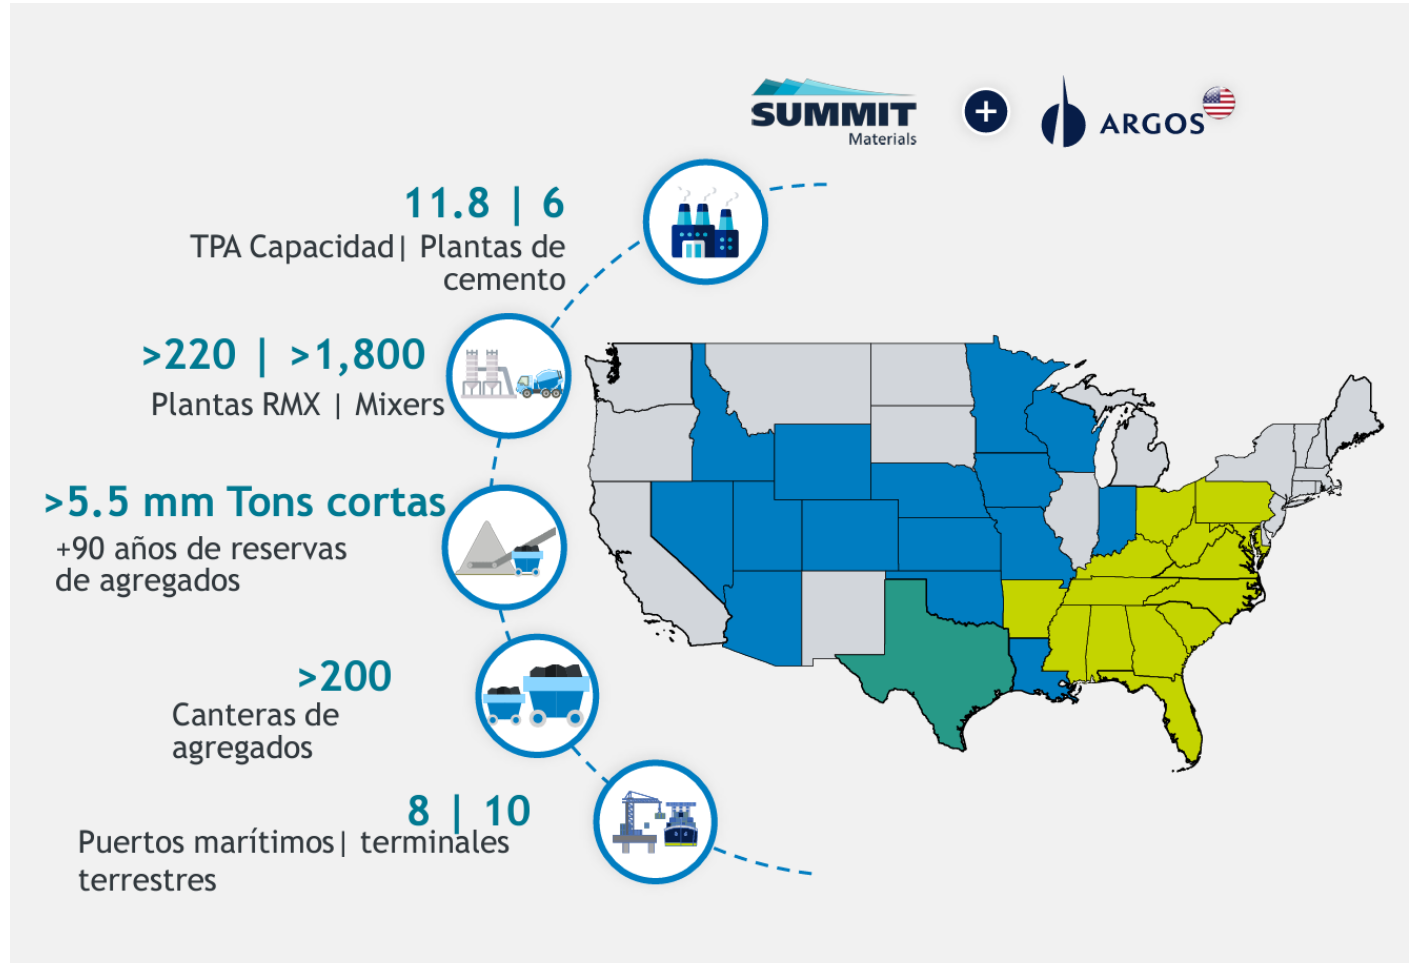 SUMMIT
Materials
+
ARGOS
11.8 | 6
TPA Capacidad| Plantas de
cemento
>220 | >1,800
Plantas RMX | Mixers
>5.5 mm Tons cortas
+90 años de reservas
de agregados
>200
Canteras de
agregados
8 | 10
Puertos marítimos| terminales
terrestres